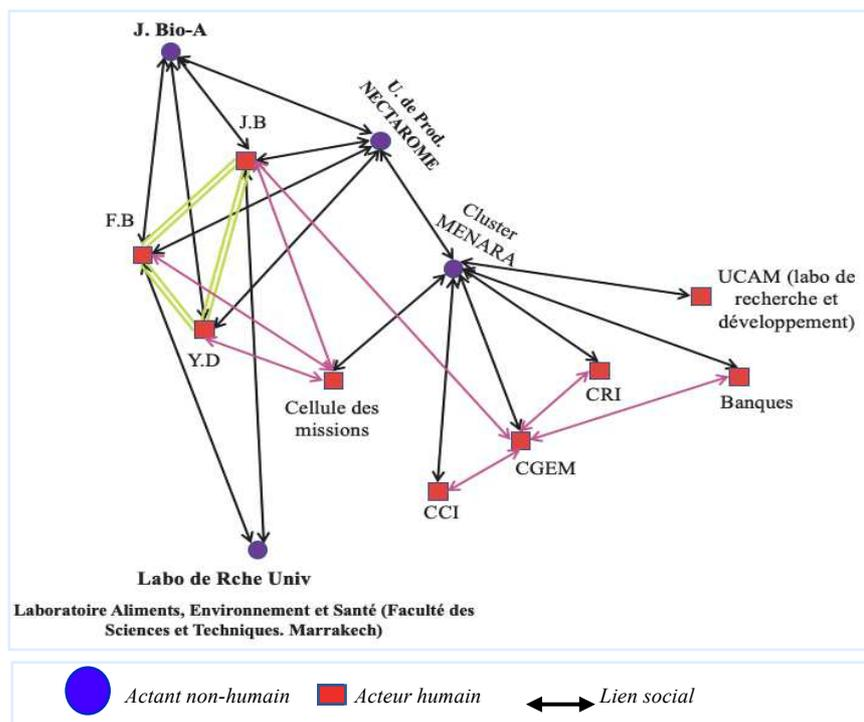 J. Bio-A
U. de Prod.
NECTAROME
J.B
F.B
Cluster
MENARA
UCAM (labo de
recherche et
développement)
Y.D
Cellule des
missions
CRI
Banques
CGEM
CCI
Labo de Rche Univ
Laboratoire Aliments, Environnement et Santé (Faculté des
Sciences et Techniques. Marrakech)
Actant non-humain
Acteur humain
Lien social